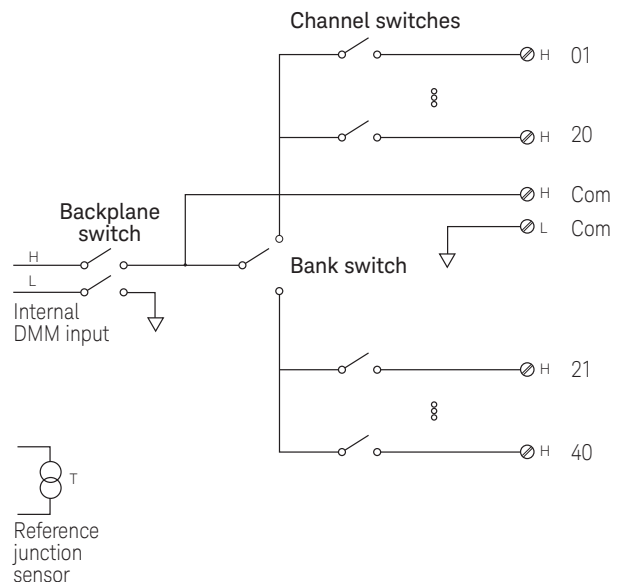 Channel switches
H 01
H 20
H Com
L Com
Backplane
switch
H
L
Internal
DMM input
Bank switch
H 21
H 40
T
Reference
junction
sensor